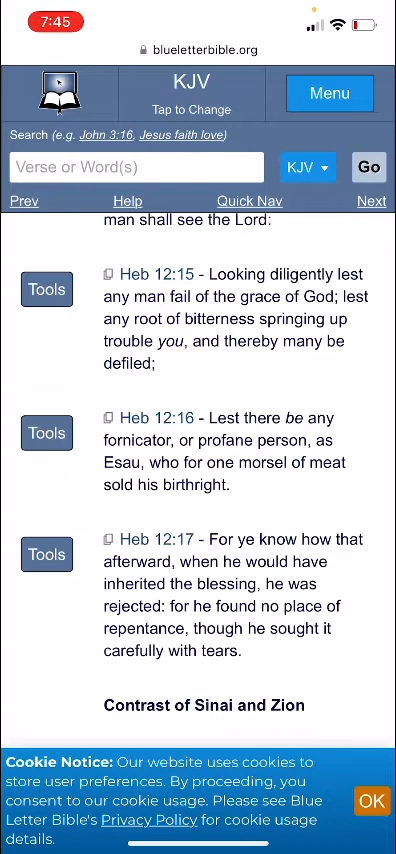 7:45
blueletterbible.org
KJV
Tap to Change
Menu
Search (e.g. John 3:16, Jesus faith love)
Verse or Word(s)
KJV
Go
Prev
Help
Quick Nav
Next
man shall see the Lord:
Tools
Heb 12:15 - Looking diligently lest
any man fail of the grace of God; lest
any root of bitterness springing up
trouble you, and thereby many be
defiled;
Tools
Heb 12:16 - Lest there be any
fornicator, or profane person, as
Esau, who for one morsel of meat
sold his birthright.
Tools
Heb 12:17 - For ye know how that
afterward, when he would have
inherited the blessing, he was
rejected: for he found no place of
repentance, though he sought it
carefully with tears.
Contrast of Sinai and Zion
Cookie Notice: Our website uses cookies to
store user preferences. By proceeding, you
consent to our cookie usage. Please see Blue
Letter Bible's Privacy Policy for cookie usage
details.
OK